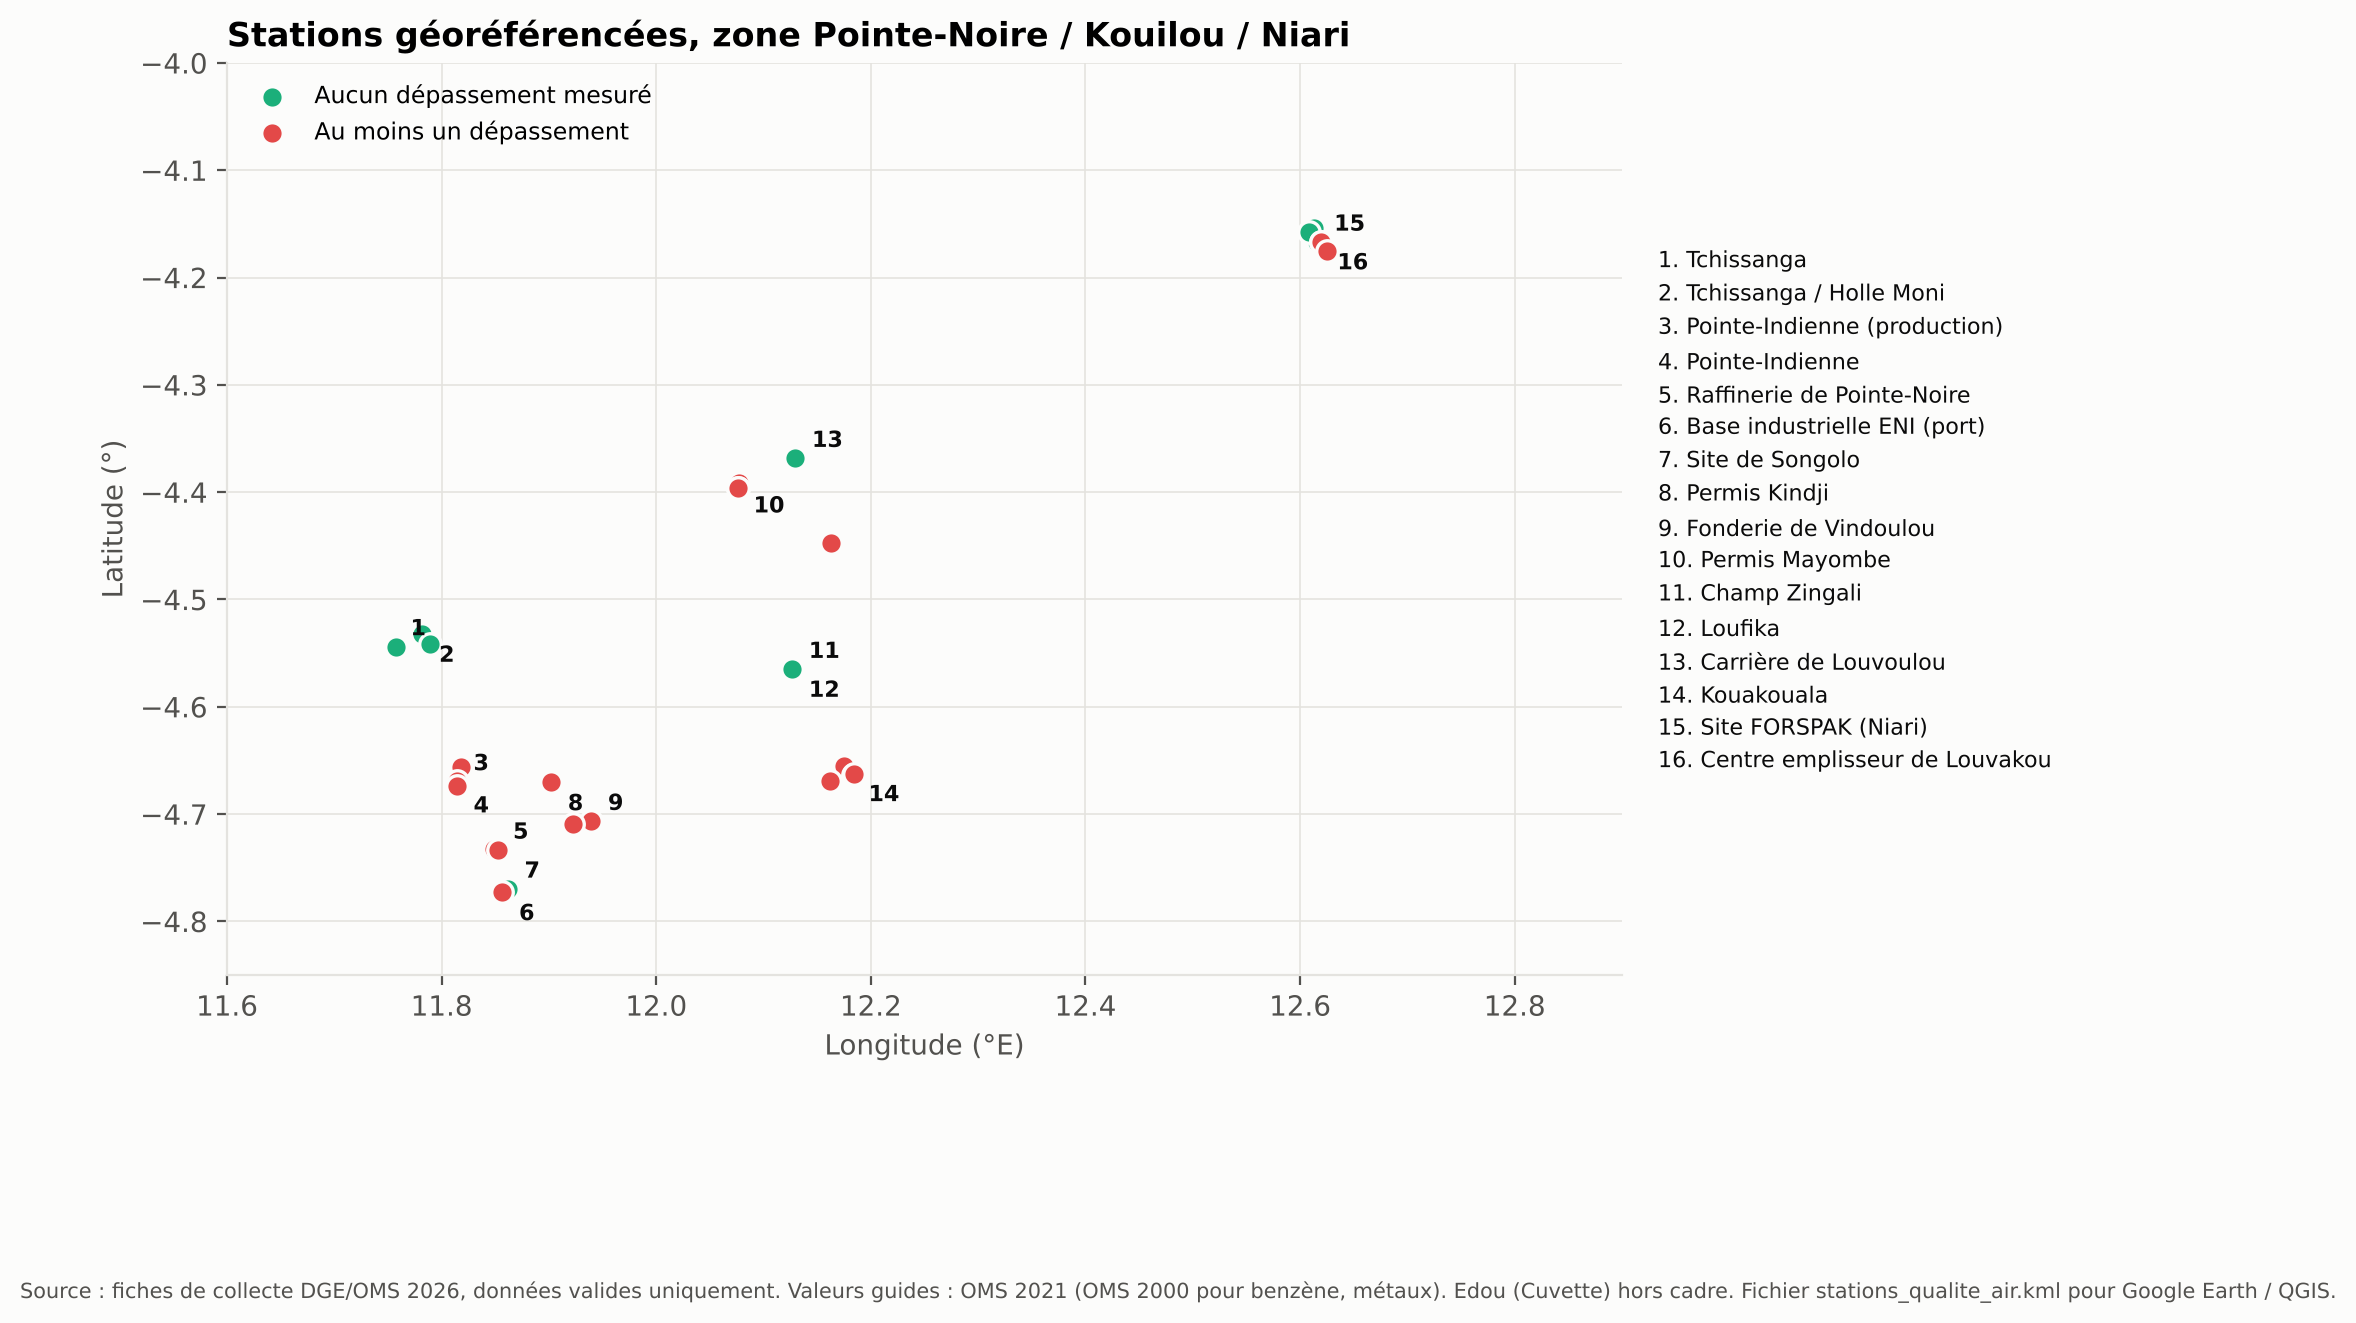 Stations géoréférencées, zone Pointe-Noire / Kouilou / Niari
Aucun dépassement mesuré
Au moins un dépassement
−4.0
−4.1
−4.2
−4.3
−4.4
−4.5
−4.6
−4.7
−4.8
Latitude (°)
15
16
13
10
1
2
11
12
3
4
8
9
14
5
7
6
11.6
11.8
12.0
12.2
12.4
12.6
12.8
Longitude (°E)
1. Tchissanga
2. Tchissanga / Holle Moni
3. Pointe-Indienne (production)
4. Pointe-Indienne
5. Raffinerie de Pointe-Noire
6. Base industrielle ENI (port)
7. Site de Songolo
8. Permis Kindji
9. Fonderie de Vindoulou
10. Permis Mayombe
11. Champ Zingali
12. Loufika
13. Carrière de Louvoulou
14. Kouakouala
15. Site FORSPAK (Niari)
16. Centre emplisseur de Louvakou
Source : fiches de collecte DGE/OMS 2026, données valides uniquement. Valeurs guides : OMS 2021 (OMS 2000 pour benzène, métaux). Edou (Cuvette) hors cadre. Fichier stations_qualite_air.kml pour Google Earth / QGIS.